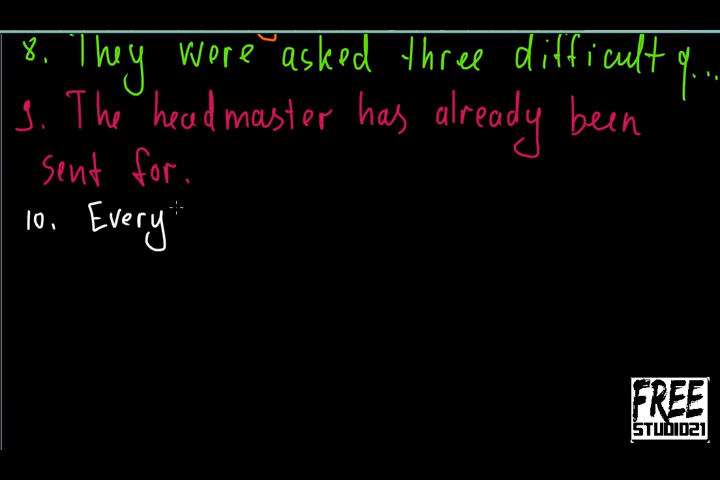 8. They were asked three difficult q...
9. The headmaster has already been
sent for.
10. Every
FREE
STUDIO21